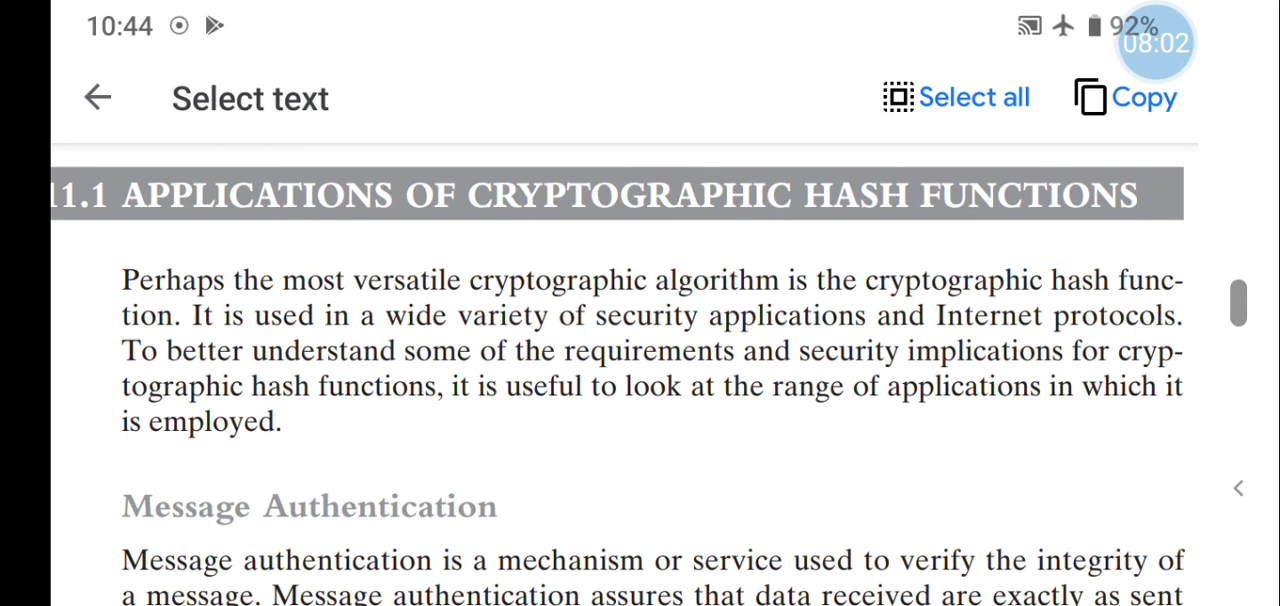 10:44 92%
08:02
Select text Select all Copy
11.1 APPLICATIONS OF CRYPTOGRAPHIC HASH FUNCTIONS
Perhaps the most versatile cryptographic algorithm is the cryptographic hash func-
tion. It is used in a wide variety of security applications and Internet protocols.
To better understand some of the requirements and security implications for cryp-
tographic hash functions, it is useful to look at the range of applications in which it
is employed.
Message Authentication
Message authentication is a mechanism or service used to verify the integrity of
a message. Message authentication assures that data received are exactly as sent